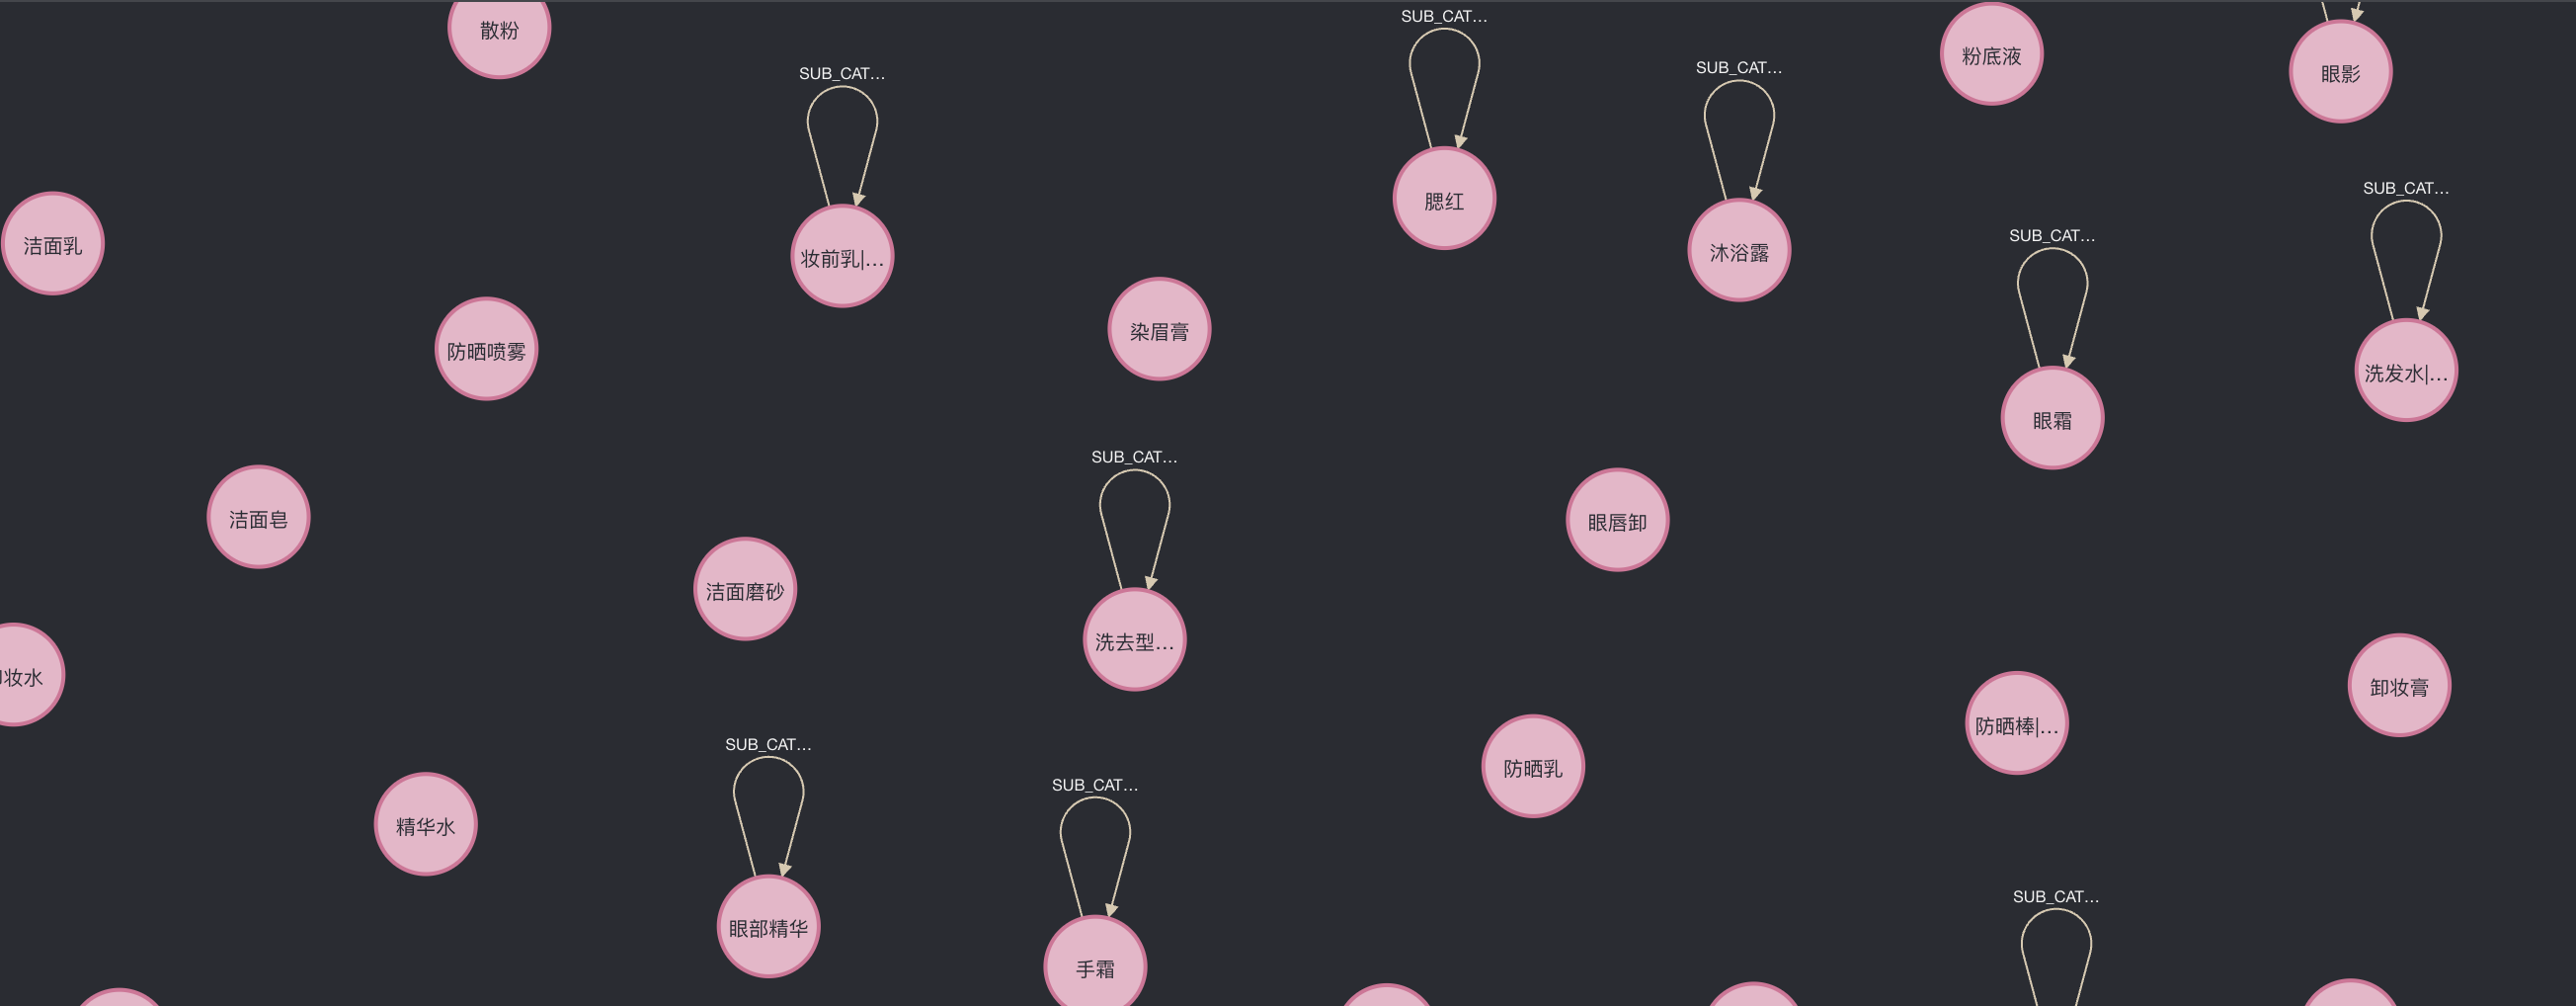 SUB_CAT...
散粉
粉底液
眼影
SUB_CAT...
SUB_CAT...
SUB_CAT...
腮红
洁面乳
妆前乳|...
沐浴露
SUB_CAT...
染眉膏
防晒喷雾
洗发水|...
眼霜
SUB_CAT...
洁面皂
眼唇卸
洁面磨砂
洗去型...
妆水
卸妆膏
防晒棒|...
SUB_CAT...
防晒乳
SUB_CAT...
精华水
SUB_CAT...
眼部精华
手霜